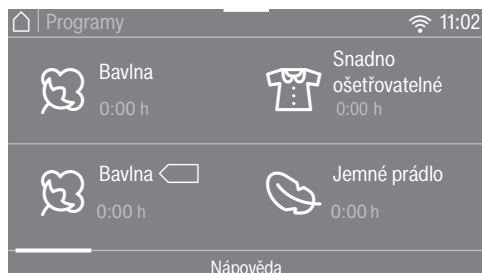 Programy 11:02
Bavlna
0:00 h
Snadno
ošetřovatelné
0:00 h
Bavlna
0:00 h
Jemné prádlo
0:00 h
Nápověda